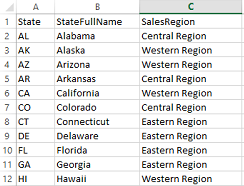 A B C
1 State StateFullName SalesRegion
2 AL Alabama Central Region
3 AK Alaska Western Region
4 AZ Arizona Western Region
5 AR Arkansas Central Region
6 CA California Western Region
7 CO Colorado Central Region
8 CT Connecticut Eastern Region
9 DE Delaware Eastern Region
10 FL Florida Eastern Region
11 GA Georgia Eastern Region
12 HI Hawaii Western Region